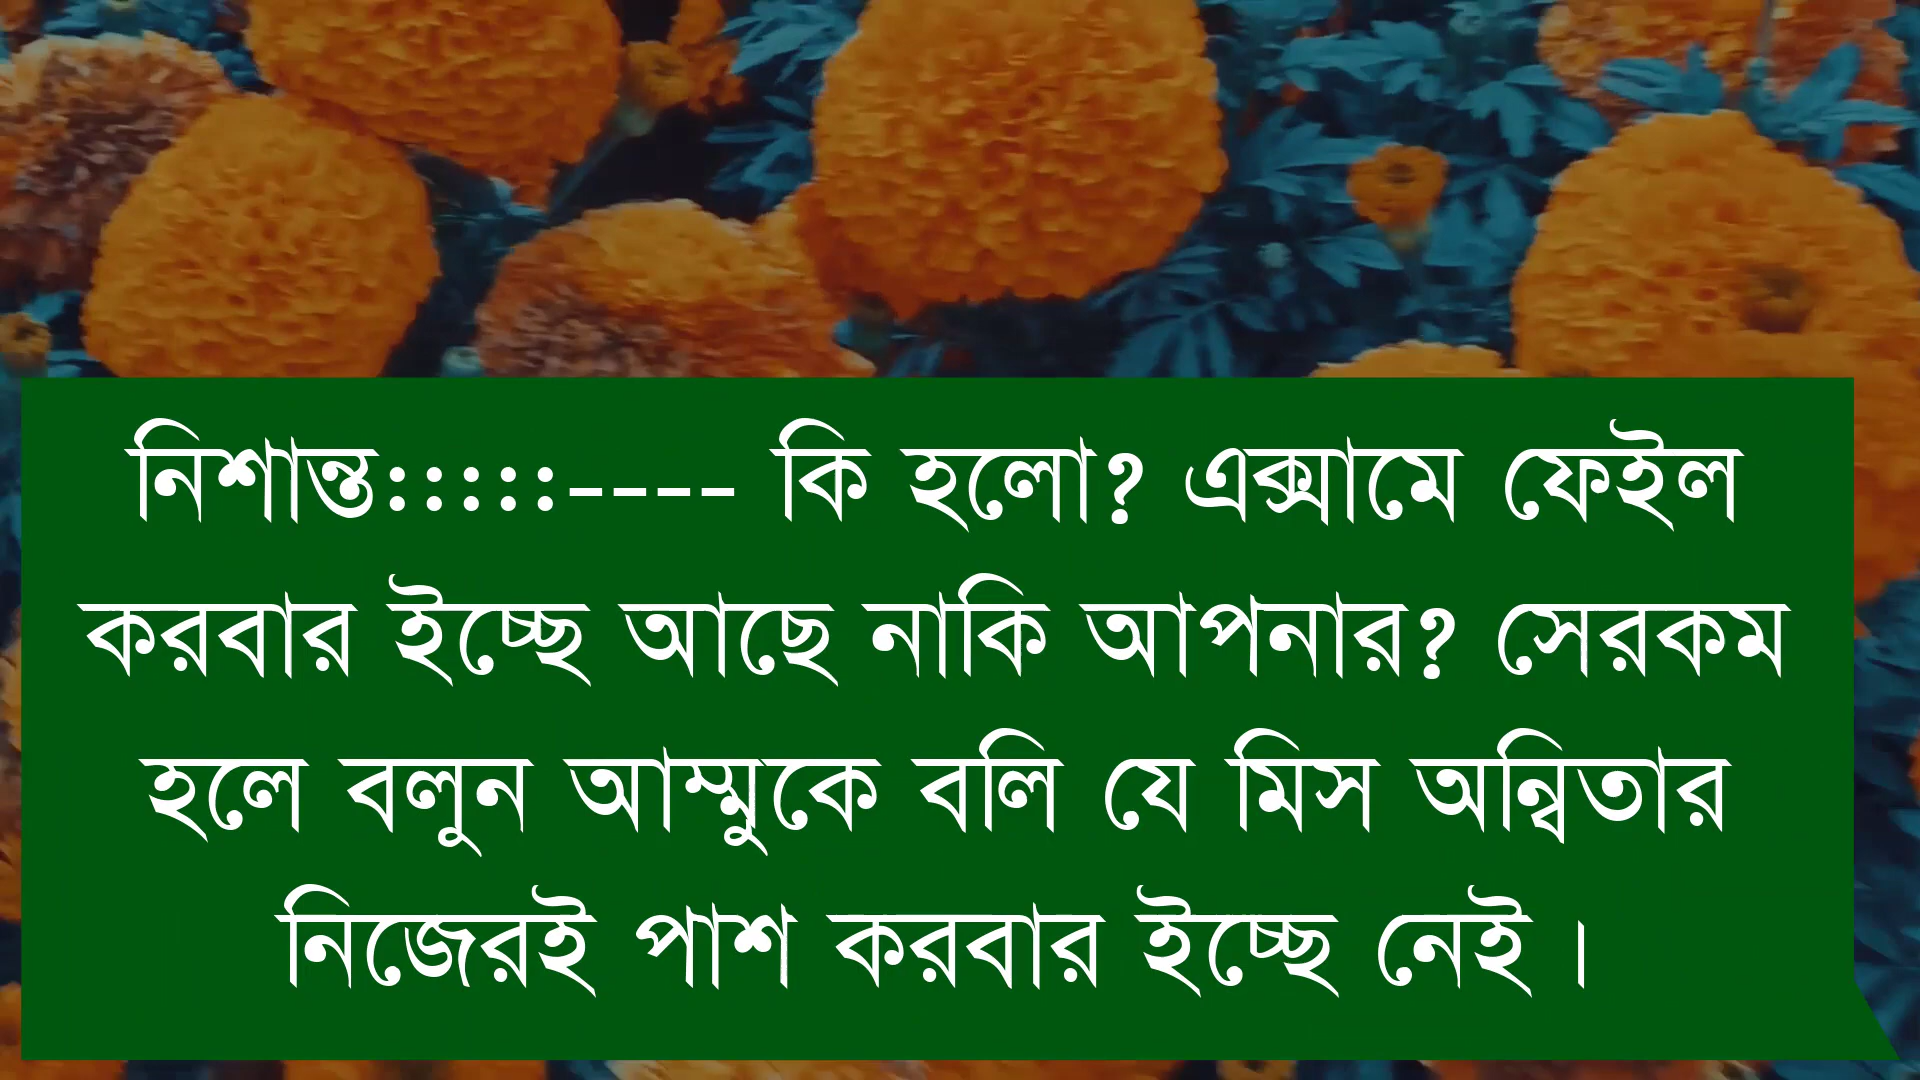 নিশান্ত:::::---- কি হলো? এক্সামে ফেইল
করবার ইচ্ছে আছে নাকি আপনার? সেরকম
হলে বলুন আম্মুকে বলি যে মিস অন্বিতার
নিজেরই পাশ করবার ইচ্ছে নেই।